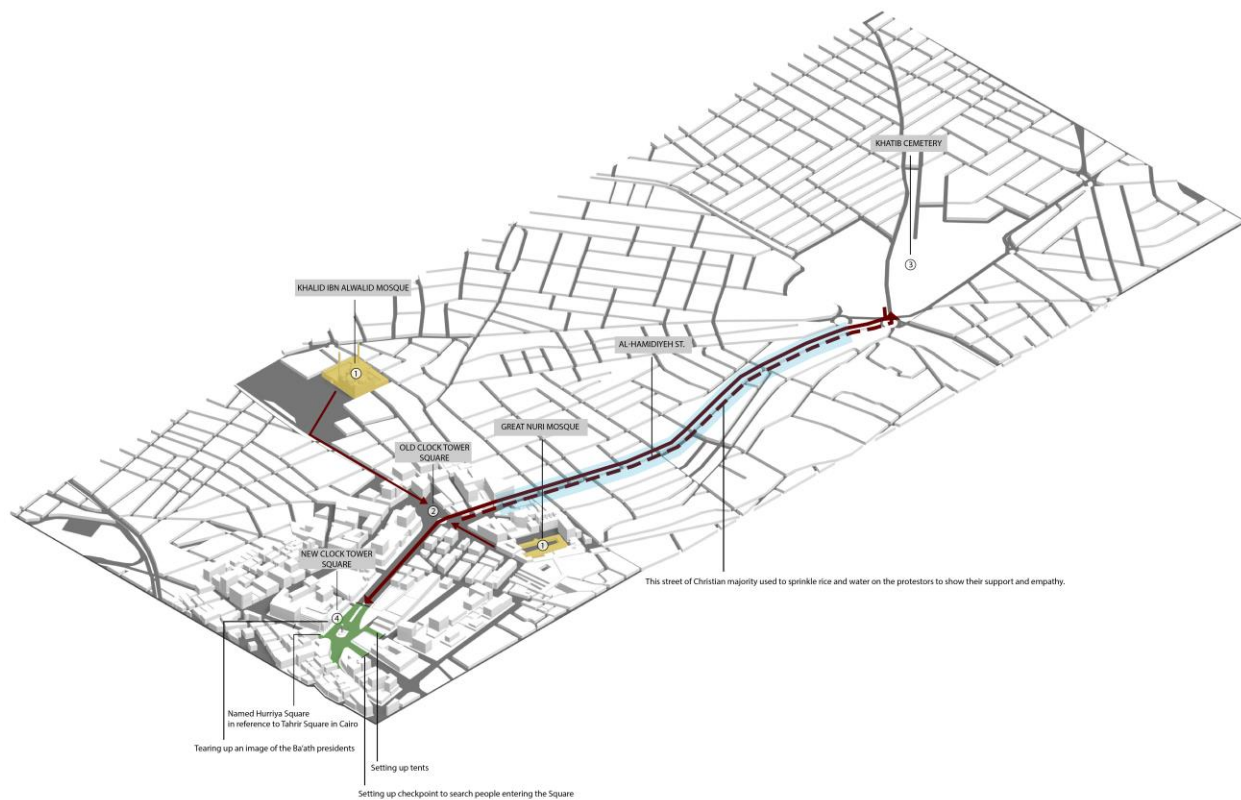 KHATIB CEMETERY
3
KHALID IBN ALWALID MOSQUE
1
AL-HAMIDIYEH ST.
GREAT NURI MOSQUE
OLD CLOCK TOWER
SQUARE
2
1
NEW CLOCK TOWER
SQUARE
4
This street of Christian majority used to sprinkle rice and water on the protestors to show their support and empathy.
Named Hurriya Square
in reference to Tahrir Square in Cairo
Tearing up an image of the Ba'ath presidents
Setting up tents
Setting up checkpoint to search people entering the Square